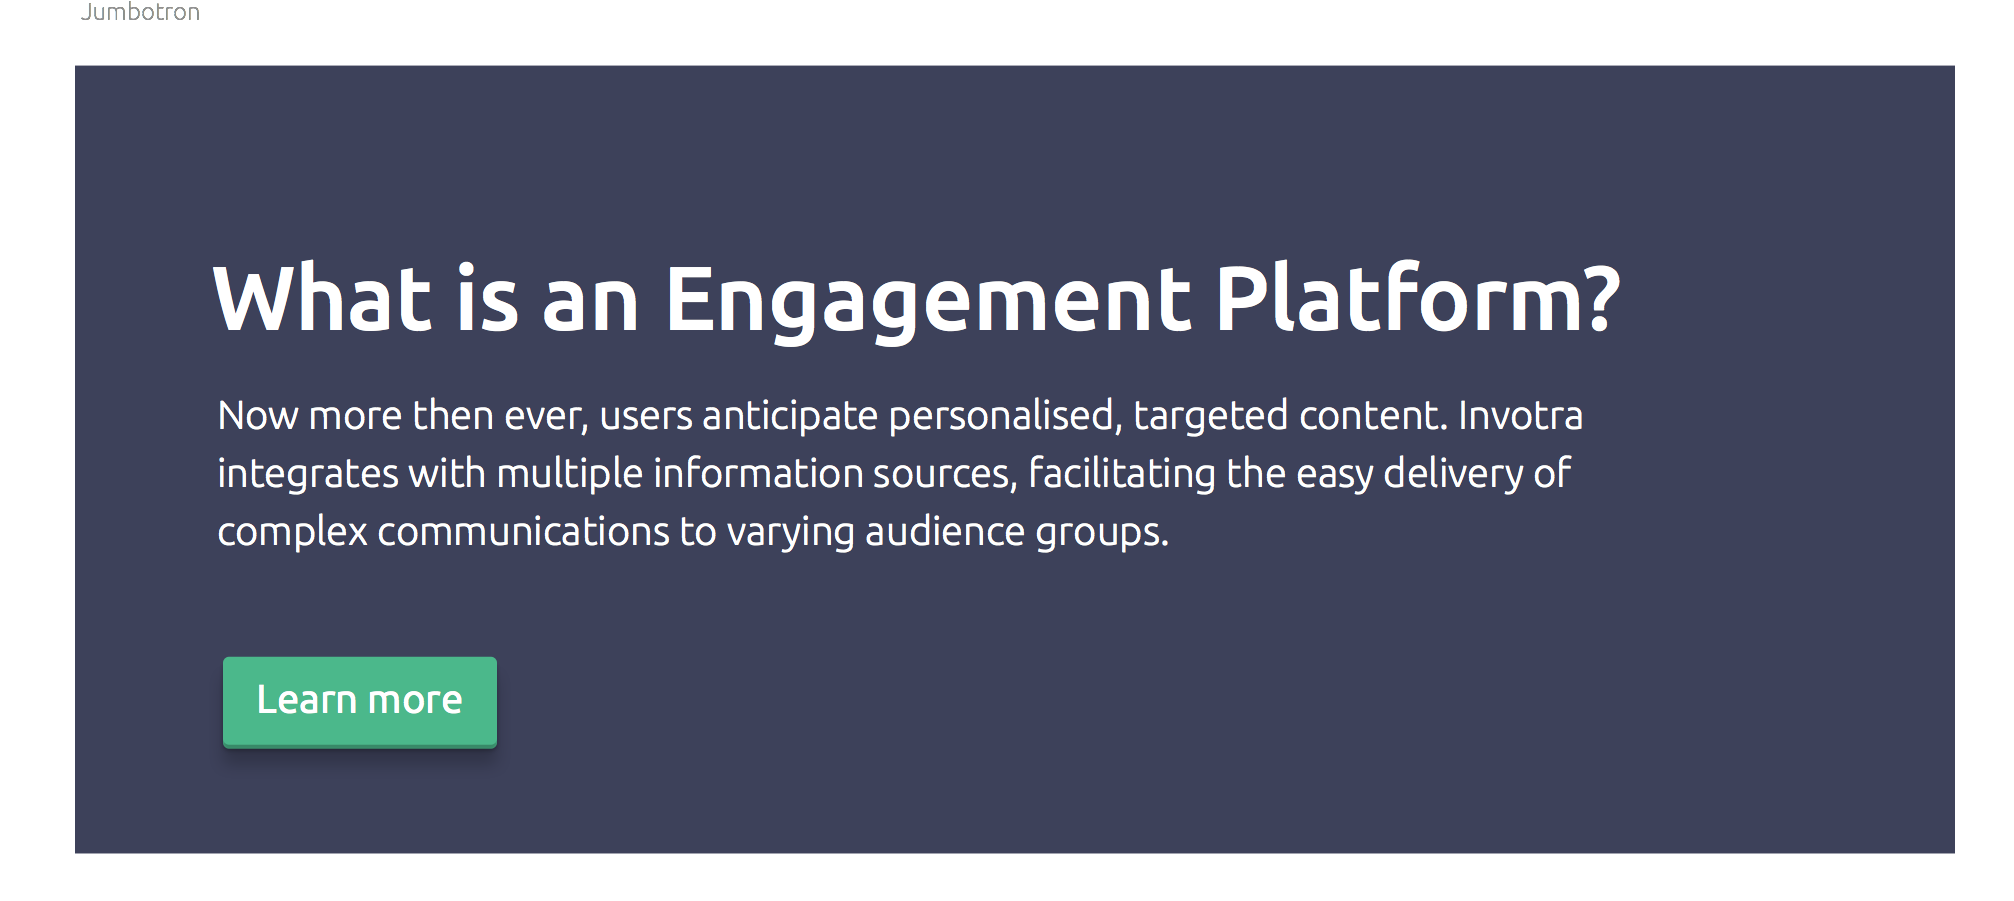 Jumbotron
What is an Engagement Platform?
Now more then ever, users anticipate personalised, targeted content. Invotra
integrates with multiple information sources, facilitating the easy delivery of
complex communications to varying audience groups.
Learn more